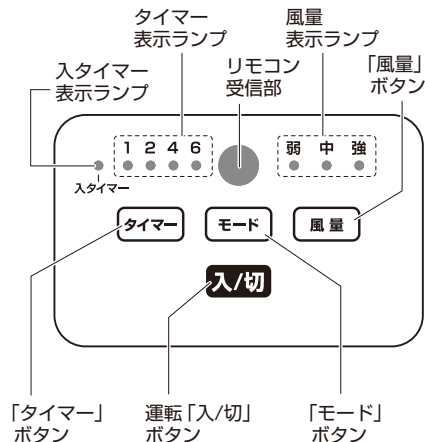 タイマー
表示ランプ
風量
表示ランプ
入タイマー
表示ランプ
リモコン
受信部
「風量」
ボタン
1 2 4 6
弱 中 強
入タイマー
タイマー
モード
風量
入/切
「タイマー」
ボタン
運転「入/切」
ボタン
「モード」
ボタン